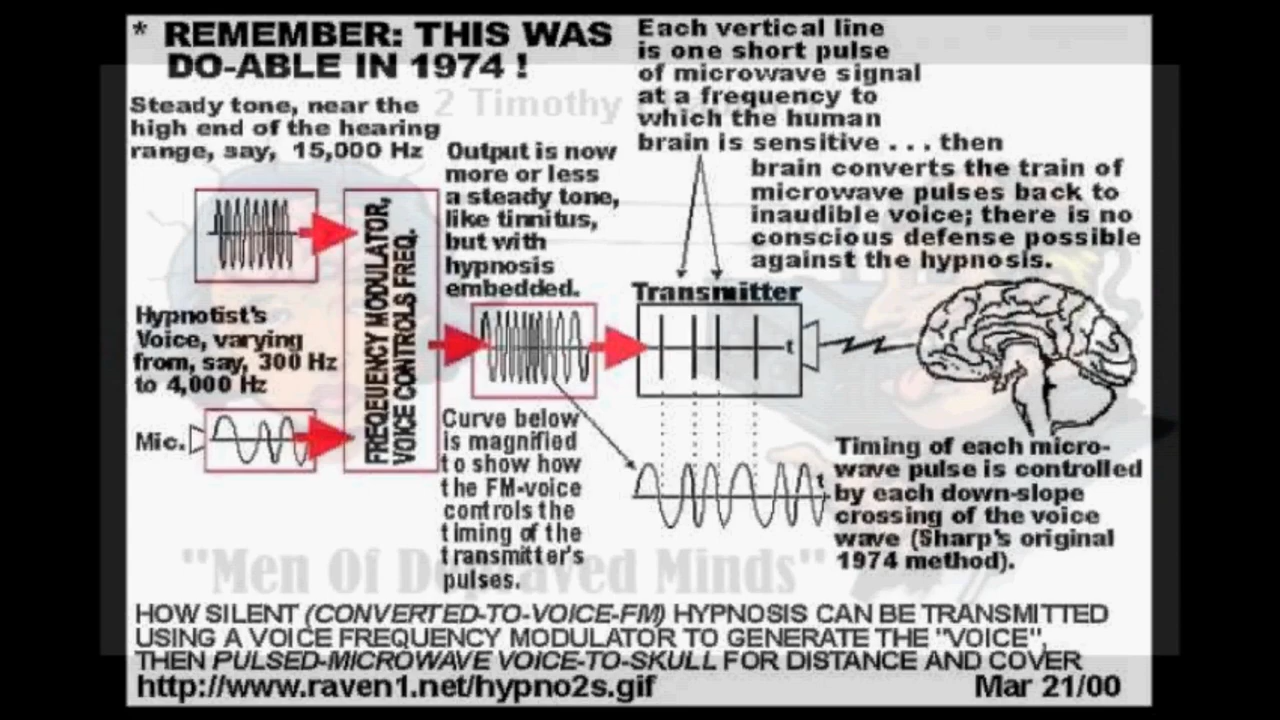 * REMEMBER: THIS WAS
DO-ABLE IN 1974 !
Steady tone, near the
high end of the hearing
range, say, 15,000 Hz
Each vertical line
is one short pulse
of microwave signal
at a frequency to
which the human
brain is sensitive . . . then
brain converts the train of
microwave pulses back to
inaudible voice; there is no
conscious defense possible
against the hypnosis.
2 Timothy
Output is now
more or less
a steady tone,
like tinnitus,
but with
hypnosis
embedded.
FREQEUENCY MODULATOR,
VOICE CONTROLS FREQ.
Hypnotist's
Voice, varying
from, say, 300 Hz
to 4,000 Hz
Mic.
Transmitter
t
Curve below
is magnified
to show how
the FM-voice
controls the
timing of the
transmitter's
pulses.
t
Timing of each micro-
wave pulse is controlled
by each down-slope
crossing of the voice
wave (Sharp's original
1974 method).
"Men Of Depraved Minds"
HOW SILENT (CONVERTED-TO-VOICE-FM) HYPNOSIS CAN BE TRANSMITTED
USING A VOICE FREQUENCY MODULATOR TO GENERATE THE "VOICE",
THEN PULSED-MICROWAVE VOICE-TO-SKULL FOR DISTANCE AND COVER
http://www.raven1.net/hypno2s.gif
Mar 21/00